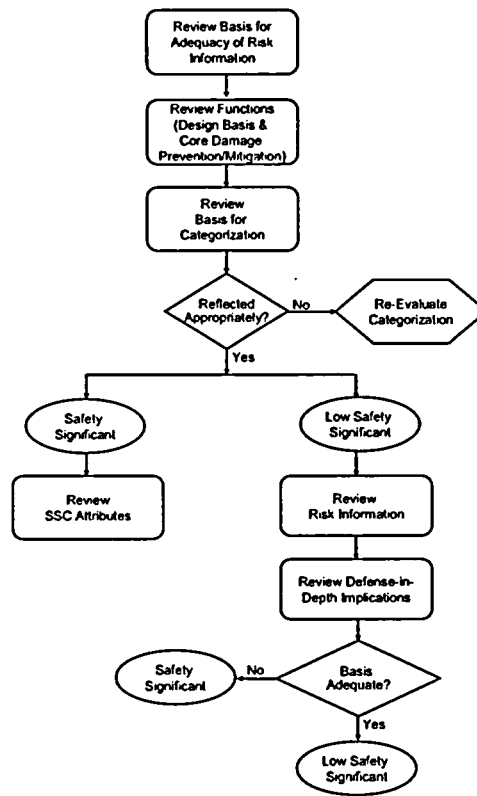 Review Basis for
Adequacy of Risk
Information
Review Functions
(Design Basis &
Core Damage
Prevention/Mitigation)
Review
Basis for
Categorization
Reflected
Appropriately?
No
Re-Evaluate
Categorization
Yes
Safety
Significant
Low Safety
Significant
Review
SSC Attributes
Review
Risk Information
Review Defense-in-
Depth Implications
Safety
Significant
No
Basis
Adequate?
Yes
Low Safety
Significant